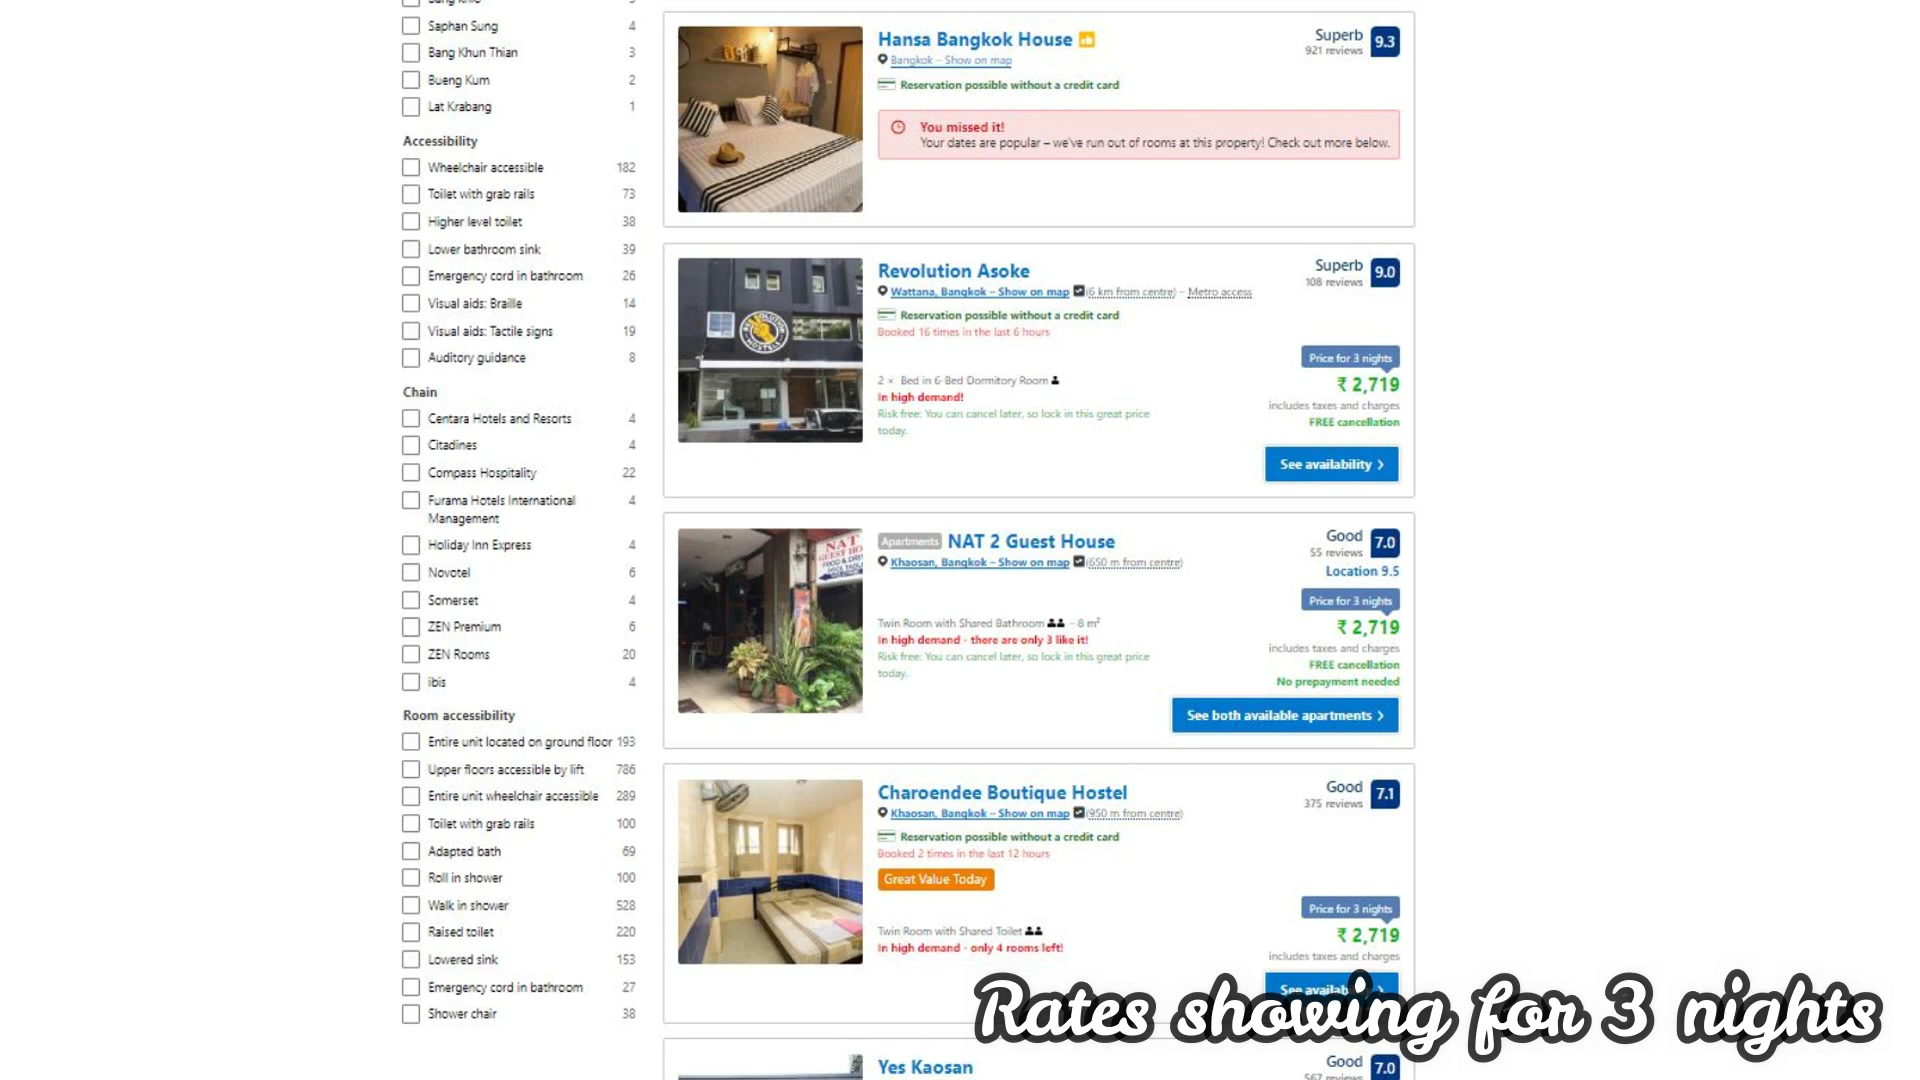 Saphan Sung 4
Bang Khun Thian 3
Bueng Kum 2
Lat Krabang 1
Accessibility
Wheelchair accessible 182
Toilet with grab rails 73
Higher level toilet 38
Lower bathroom sink 39
Emergency cord in bathroom 26
Visual aids: Braille 14
Visual aids: Tactile signs 19
Auditory guidance 8
Chain
Centara Hotels and Resorts 4
Citadines 4
Compass Hospitality 22
Furama Hotels International 4
Management
Holiday Inn Express 4
Novotel 6
Somerset 4
ZEN Premium 6
ZEN Rooms 20
ibis 4
Room accessibility
Entire unit located on ground floor 193
Upper floors accessible by lift 786
Entire unit wheelchair accessible 289
Toilet with grab rails 100
Adapted bath 69
Roll in shower 100
Walk in shower 528
Raised toilet 220
Lowered sink 153
Emergency cord in bathroom 27
Shower chair 38
Hansa Bangkok House
Superb 9.3
921 reviews
Bangkok – Show on map
Reservation possible without a credit card
You missed it!
Your dates are popular – we've run out of rooms at this property! Check out more below.
Revolution Asoke
Superb 9.0
108 reviews
Wattana, Bangkok – Show on map (6 km from centre) – Metro access
Reservation possible without a credit card
Booked 16 times in the last 6 hours
Price for 3 nights
2 × Bed in 6-Bed Dormitory Room
₹ 2,719
In high demand!
includes taxes and charges
Risk free: You can cancel later, so lock in this great price
today.
FREE cancellation
See availability
NAT
GUEST HO
Apartments NAT 2 Guest House
Good 7.0
55 reviews
Khaosan, Bangkok – Show on map (650 m from centre)
Location 9.5
Price for 3 nights
Twin Room with Shared Bathroom – 8 m²
₹ 2,719
In high demand - there are only 3 like it!
includes taxes and charges
Risk free: You can cancel later, so lock in this great price
today.
FREE cancellation
No prepayment needed
See both available apartments
Charoendee Boutique Hostel
Good 7.1
375 reviews
Khaosan, Bangkok – Show on map (950 m from centre)
Reservation possible without a credit card
Booked 2 times in the last 12 hours
Great Value Today
Price for 3 nights
Twin Room with Shared Toilet
₹ 2,719
In high demand - only 4 rooms left!
includes taxes and charges
See
Rates showing for 3 nights
Yes Kaosan
Good 7.0
567 reviews